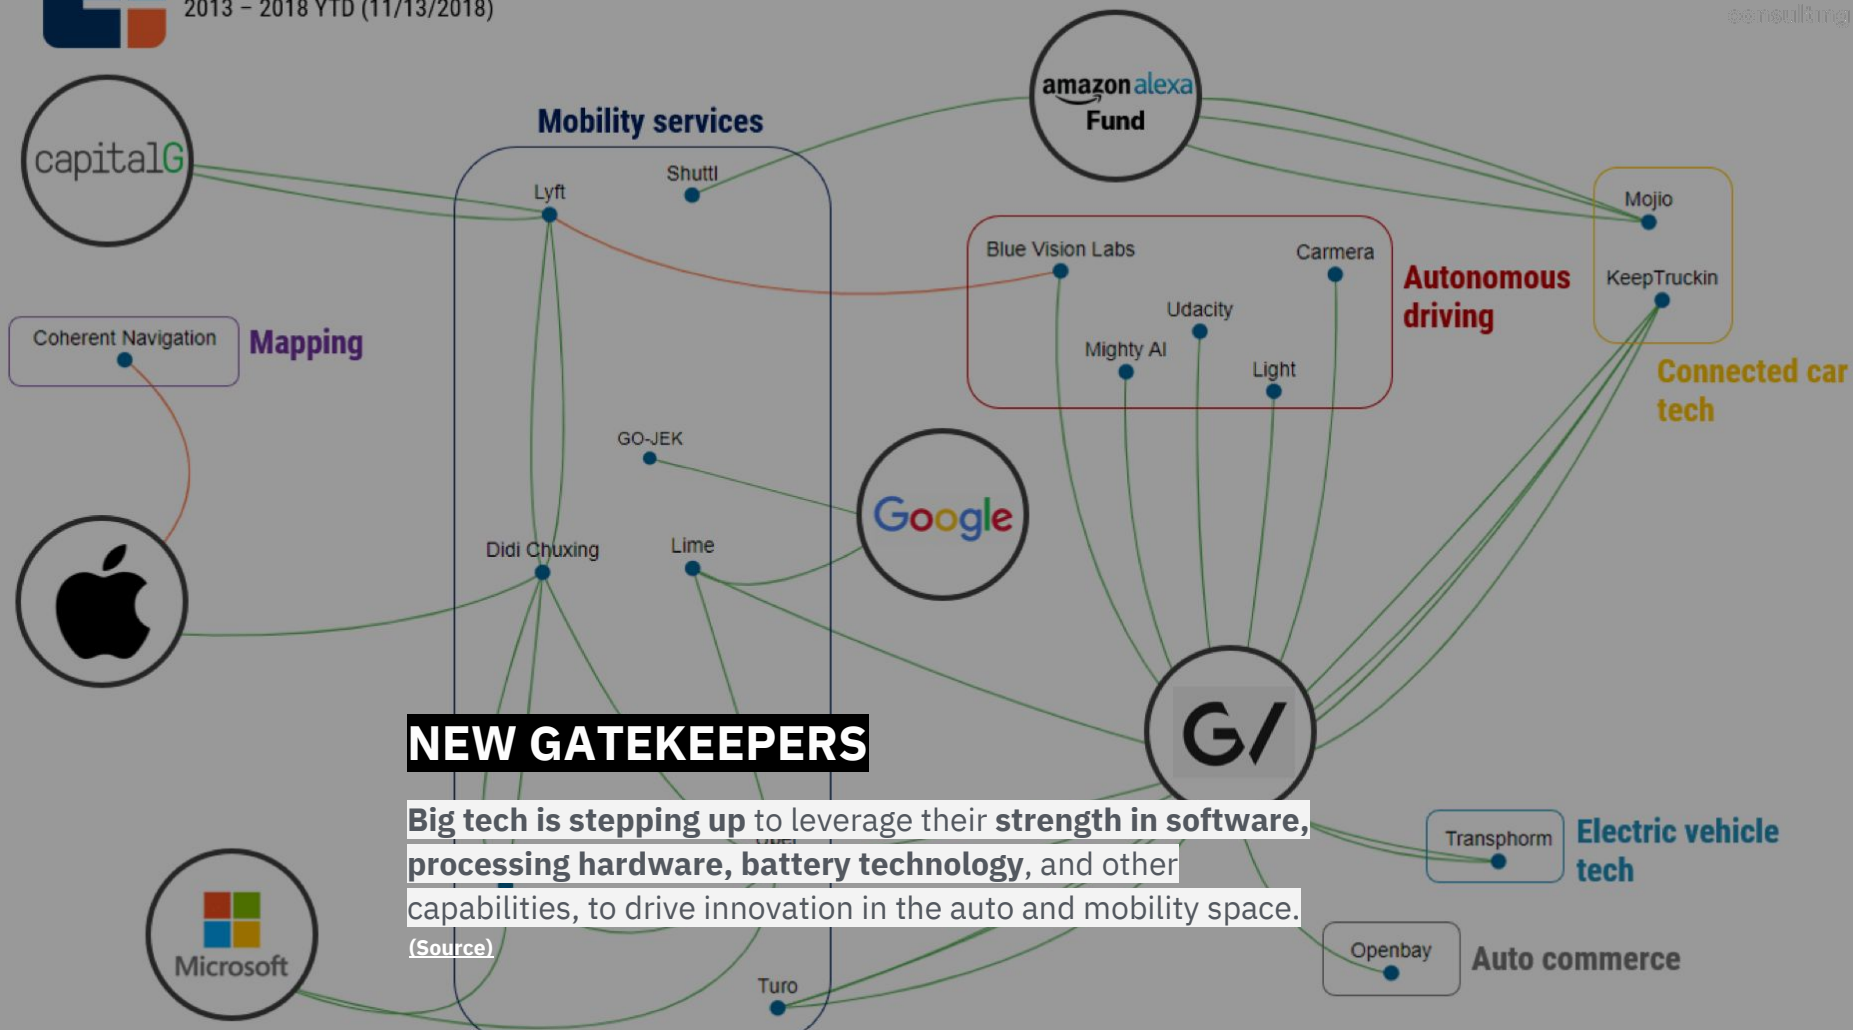 2013 – 2018 YTD (11/13/2018)
consulting
amazon alexa
Fund
capitalG
Mobility services
Shuttl
Lyft
Mojio
Blue Vision Labs
Carmera
Autonomous
driving
KeepTruckin
Udacity
Coherent Navigation
Mapping
Mighty AI
Light
Connected car
tech
GO-JEK
Google
Didi Chuxing
Lime
G/
NEW GATEKEEPERS
Big tech is stepping up to leverage their strength in software,
processing hardware, battery technology, and other
capabilities, to drive innovation in the auto and mobility space.
(Source)
Transphorm
Electric vehicle
tech
Microsoft
Openbay
Auto commerce
Turo